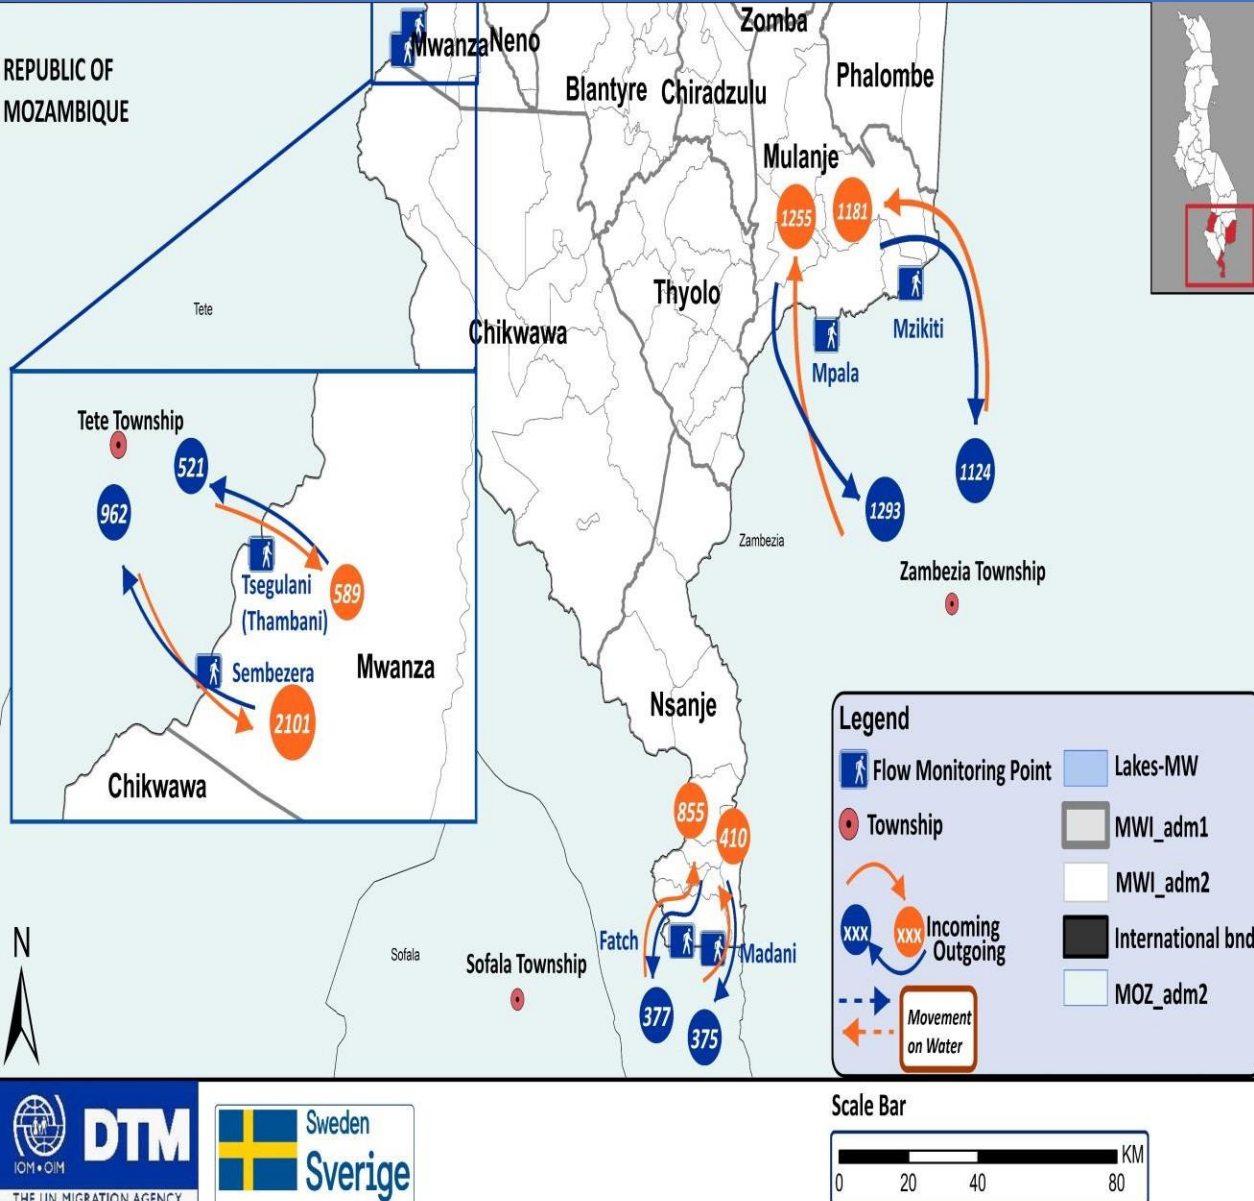 REPUBLIC OF
MOZAMBIQUE
Mwanza
Neno
Zomba
Blantyre
Chiradzulu
Phalombe
Mulanje
1255
1181
Thyolo
Tete
Chikwawa
Mzikiti
Mpala
1124
1293
Zambezia
Zambezia Township
Tete Township
521
962
Tsegulani
(Thambani)
589
Sembezera
Mwanza
2101
Chikwawa
Nsanje
855
410
Fatch
Madani
Sofala
Sofala Township
377
375
N
Legend
Flow Monitoring Point
Township
xxx
xxx
Incoming
Outgoing
Movement
on Water
Lakes-MW
MWI_adm1
MWI_adm2
International bnd
MOZ_adm2
IOM•OIM
DTM
THE UN MIGRATION AGENCY
Sweden
Sverige
Scale Bar
KM
0 20 40 80